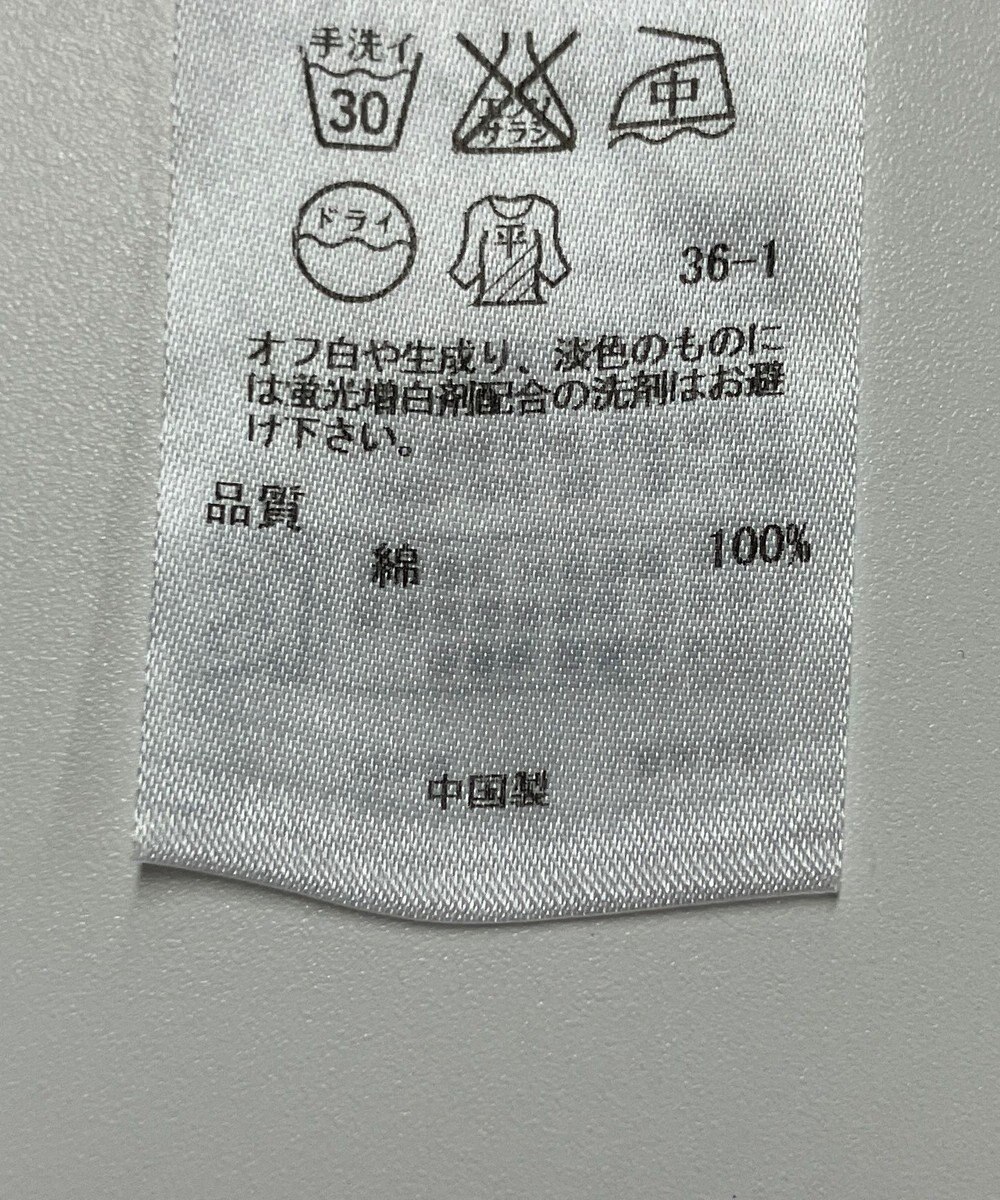 手洗イ
30
エンソ
サラシ
中
ドライ
平
36-1
オフ白や生成り、淡色のものに
は蛍光増白剤配合の洗剤はお避
け下さい。
品質
綿 100%
中国製